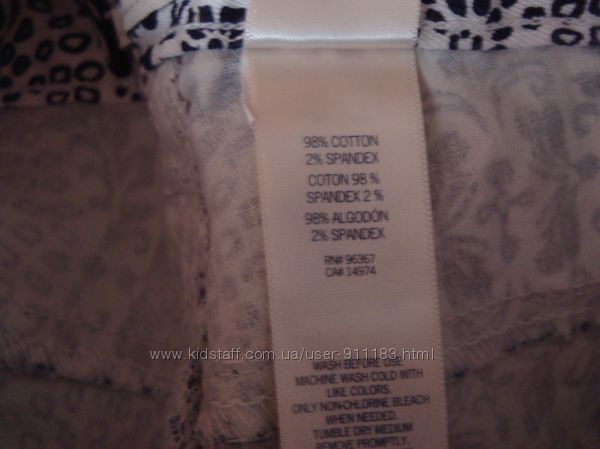 98% COTTON
2% SPANDEX
COTON 98 %
SPANDEX 2 %
98% ALGODÓN
2% SPANDEX
RN# 96367
CA# 14974
www.kidstaff.com.ua/user-911183.html
WASH BEFORE USE.
MACHINE WASH COLD WITH
LIKE COLORS.
ONLY NON-CHLORINE BLEACH
WHEN NEEDED.
TUMBLE DRY MEDIUM
REMOVE PROMPTLY.